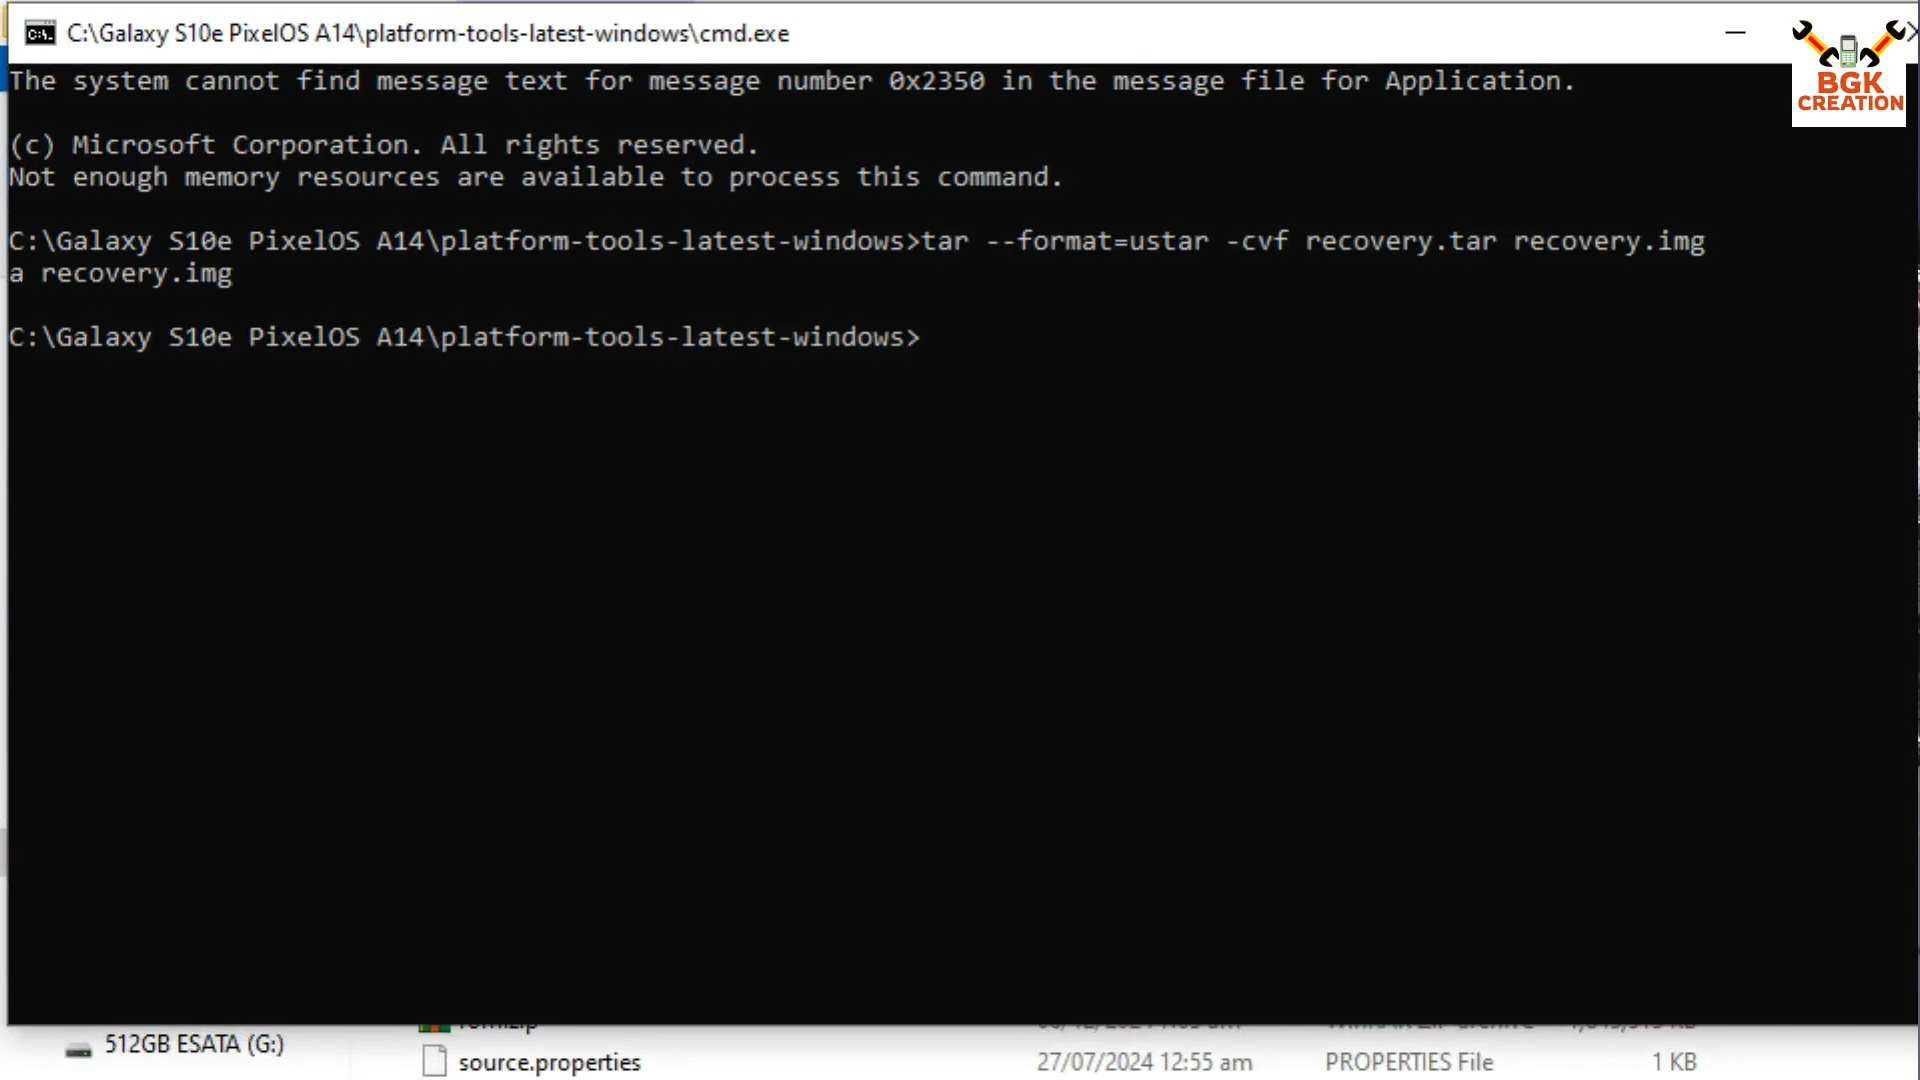 C:\Galaxy S10e PixelOS A14\platform-tools-latest-windows\cmd.exe
BGK
CREATION
The system cannot find message text for message number 0x2350 in the message file for Application.
(c) Microsoft Corporation. All rights reserved.
Not enough memory resources are available to process this command.
C:\Galaxy S10e PixelOS A14\platform-tools-latest-windows>tar --format=ustar -cvf recovery.tar recovery.img
a recovery.img
C:\Galaxy S10e PixelOS A14\platform-tools-latest-windows>
512GB ESATA (G:)
source.properties 27/07/2024 12:55 am PROPERTIES File 1 KB